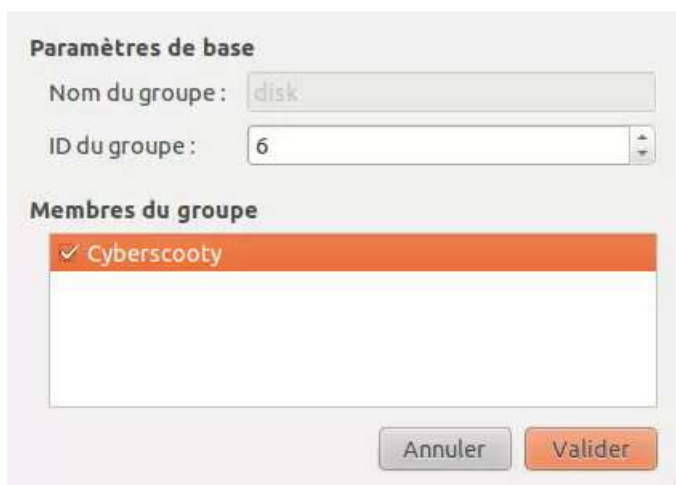 Paramètres de base
Nom du groupe : disk
ID du groupe : 6
Membres du groupe
Cyberscooty
Annuler Valider